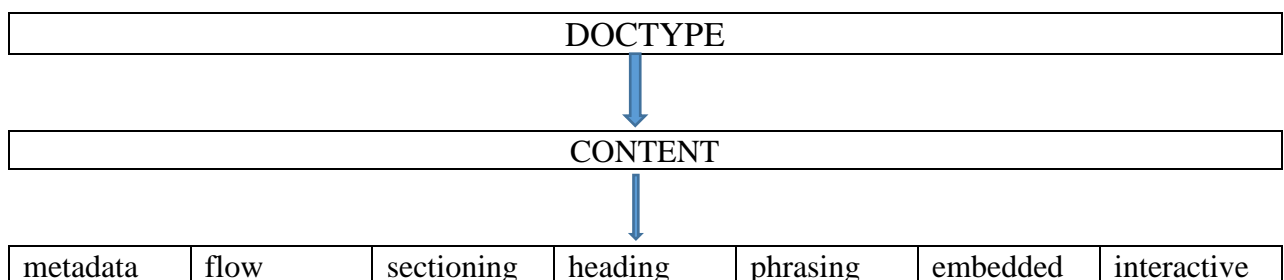 DOCTYPE
CONTENT
metadata flow sectioning heading phrasing embedded interactive